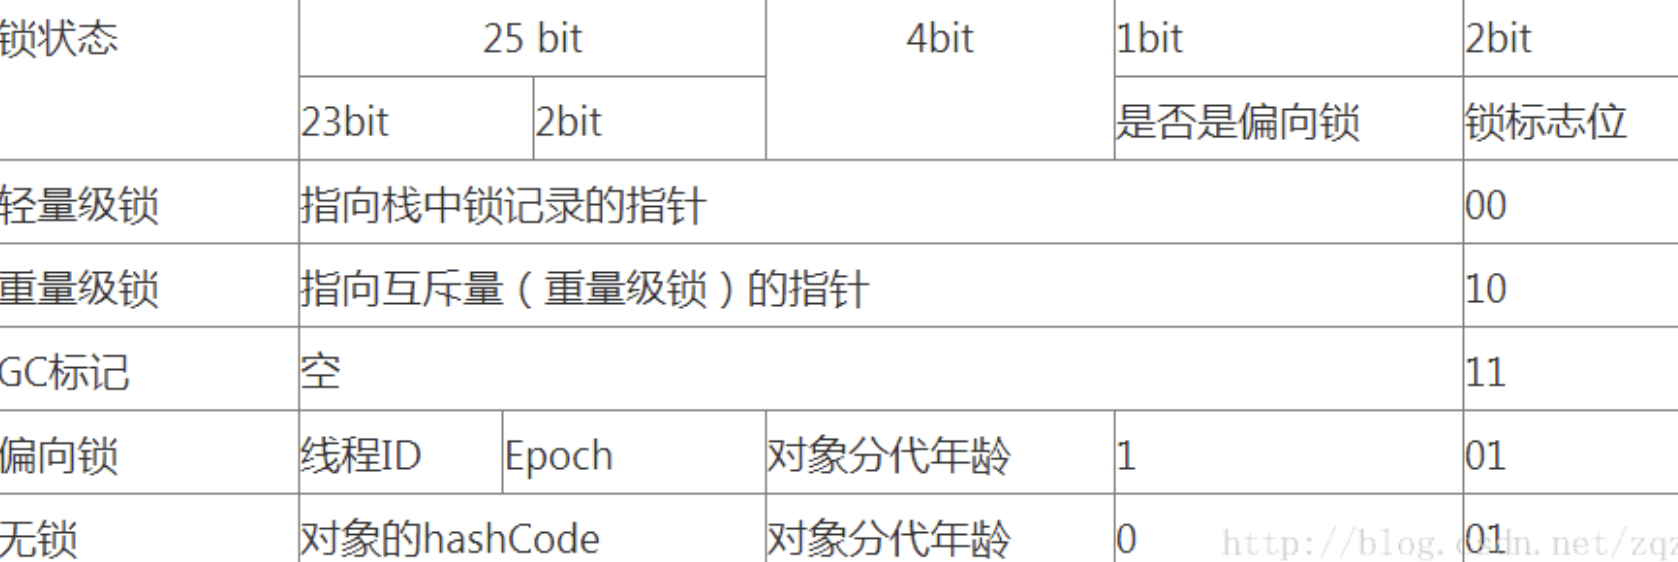 锁状态 25 bit 4bit 1bit 2bit
23bit 2bit 是否是偏向锁 锁标志位
轻量级锁 指向栈中锁记录的指针 00
重量级锁 指向互斥量（重量级锁）的指针 10
GC标记 空 11
偏向锁 线程ID Epoch 对象分代年龄 1 01
无锁 对象的hashCode 对象分代年龄 0 01
http://blog.csdn.net/zqz